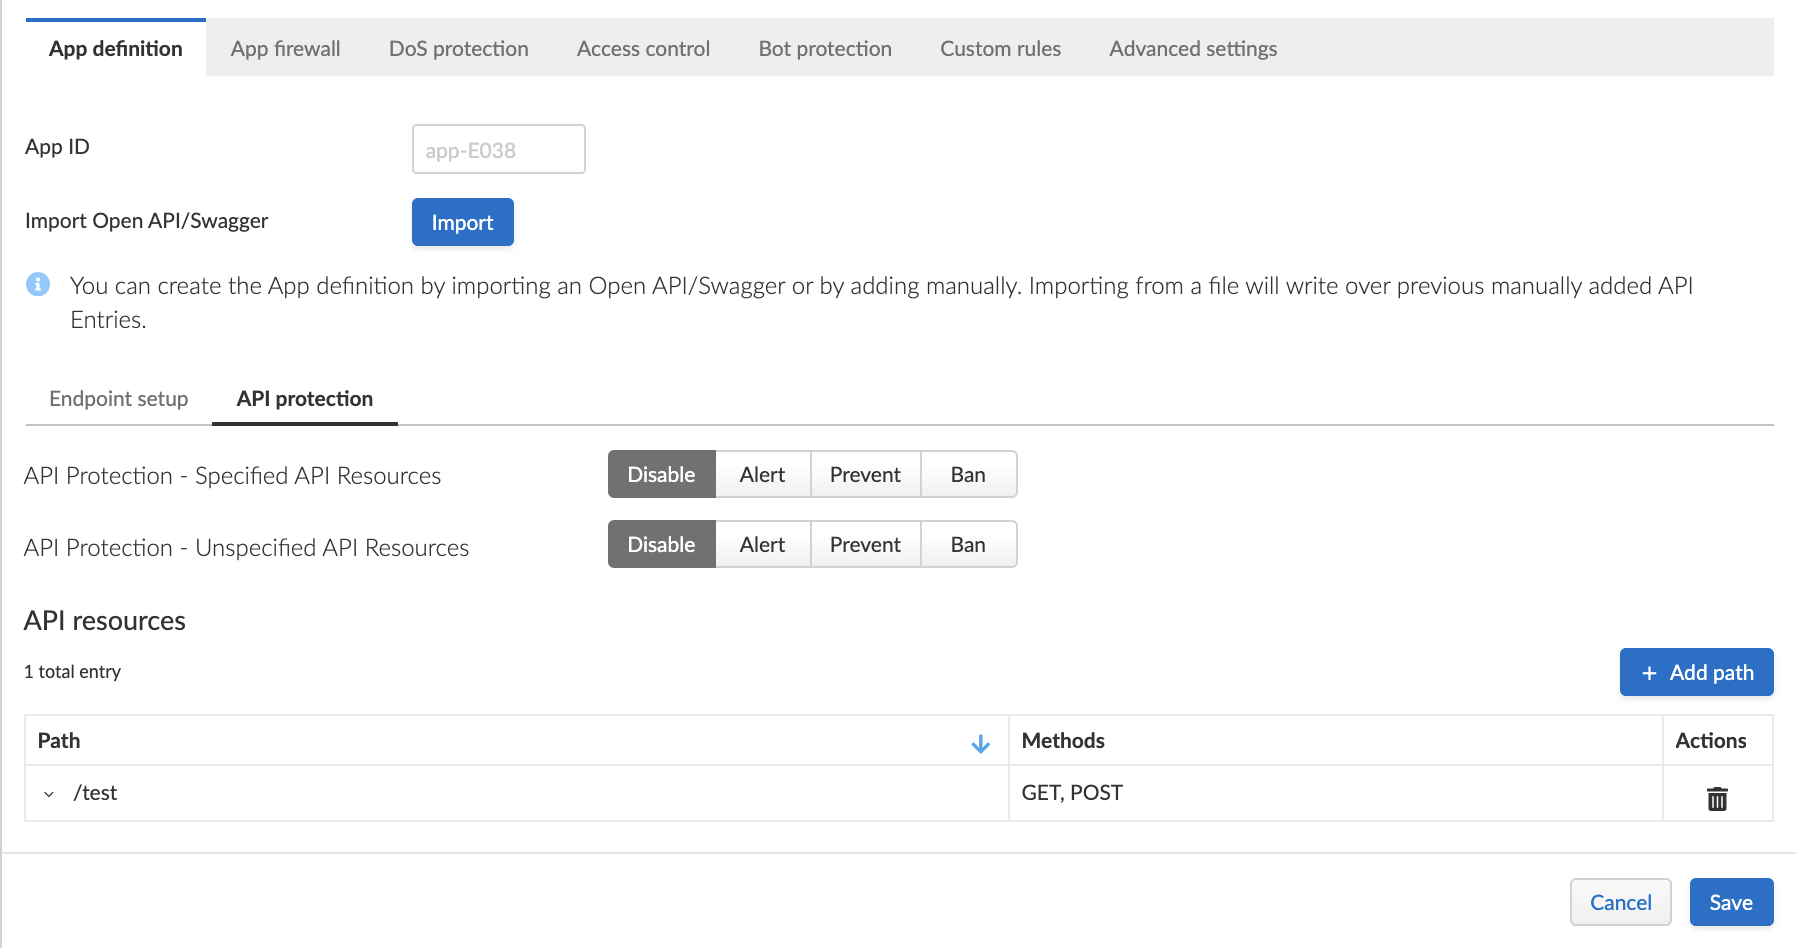 App definition App firewall DoS protection Access control Bot protection Custom rules Advanced settings
App ID app-E038
Import Open API/Swagger Import
You can create the App definition by importing an Open API/Swagger or by adding manually. Importing from a file will write over previous manually added API
Entries.
Endpoint setup API protection
API Protection - Specified API Resources Disable Alert Prevent Ban
API Protection - Unspecified API Resources Disable Alert Prevent Ban
API resources
1 total entry + Add path
Path Methods Actions
/test GET, POST
Cancel Save